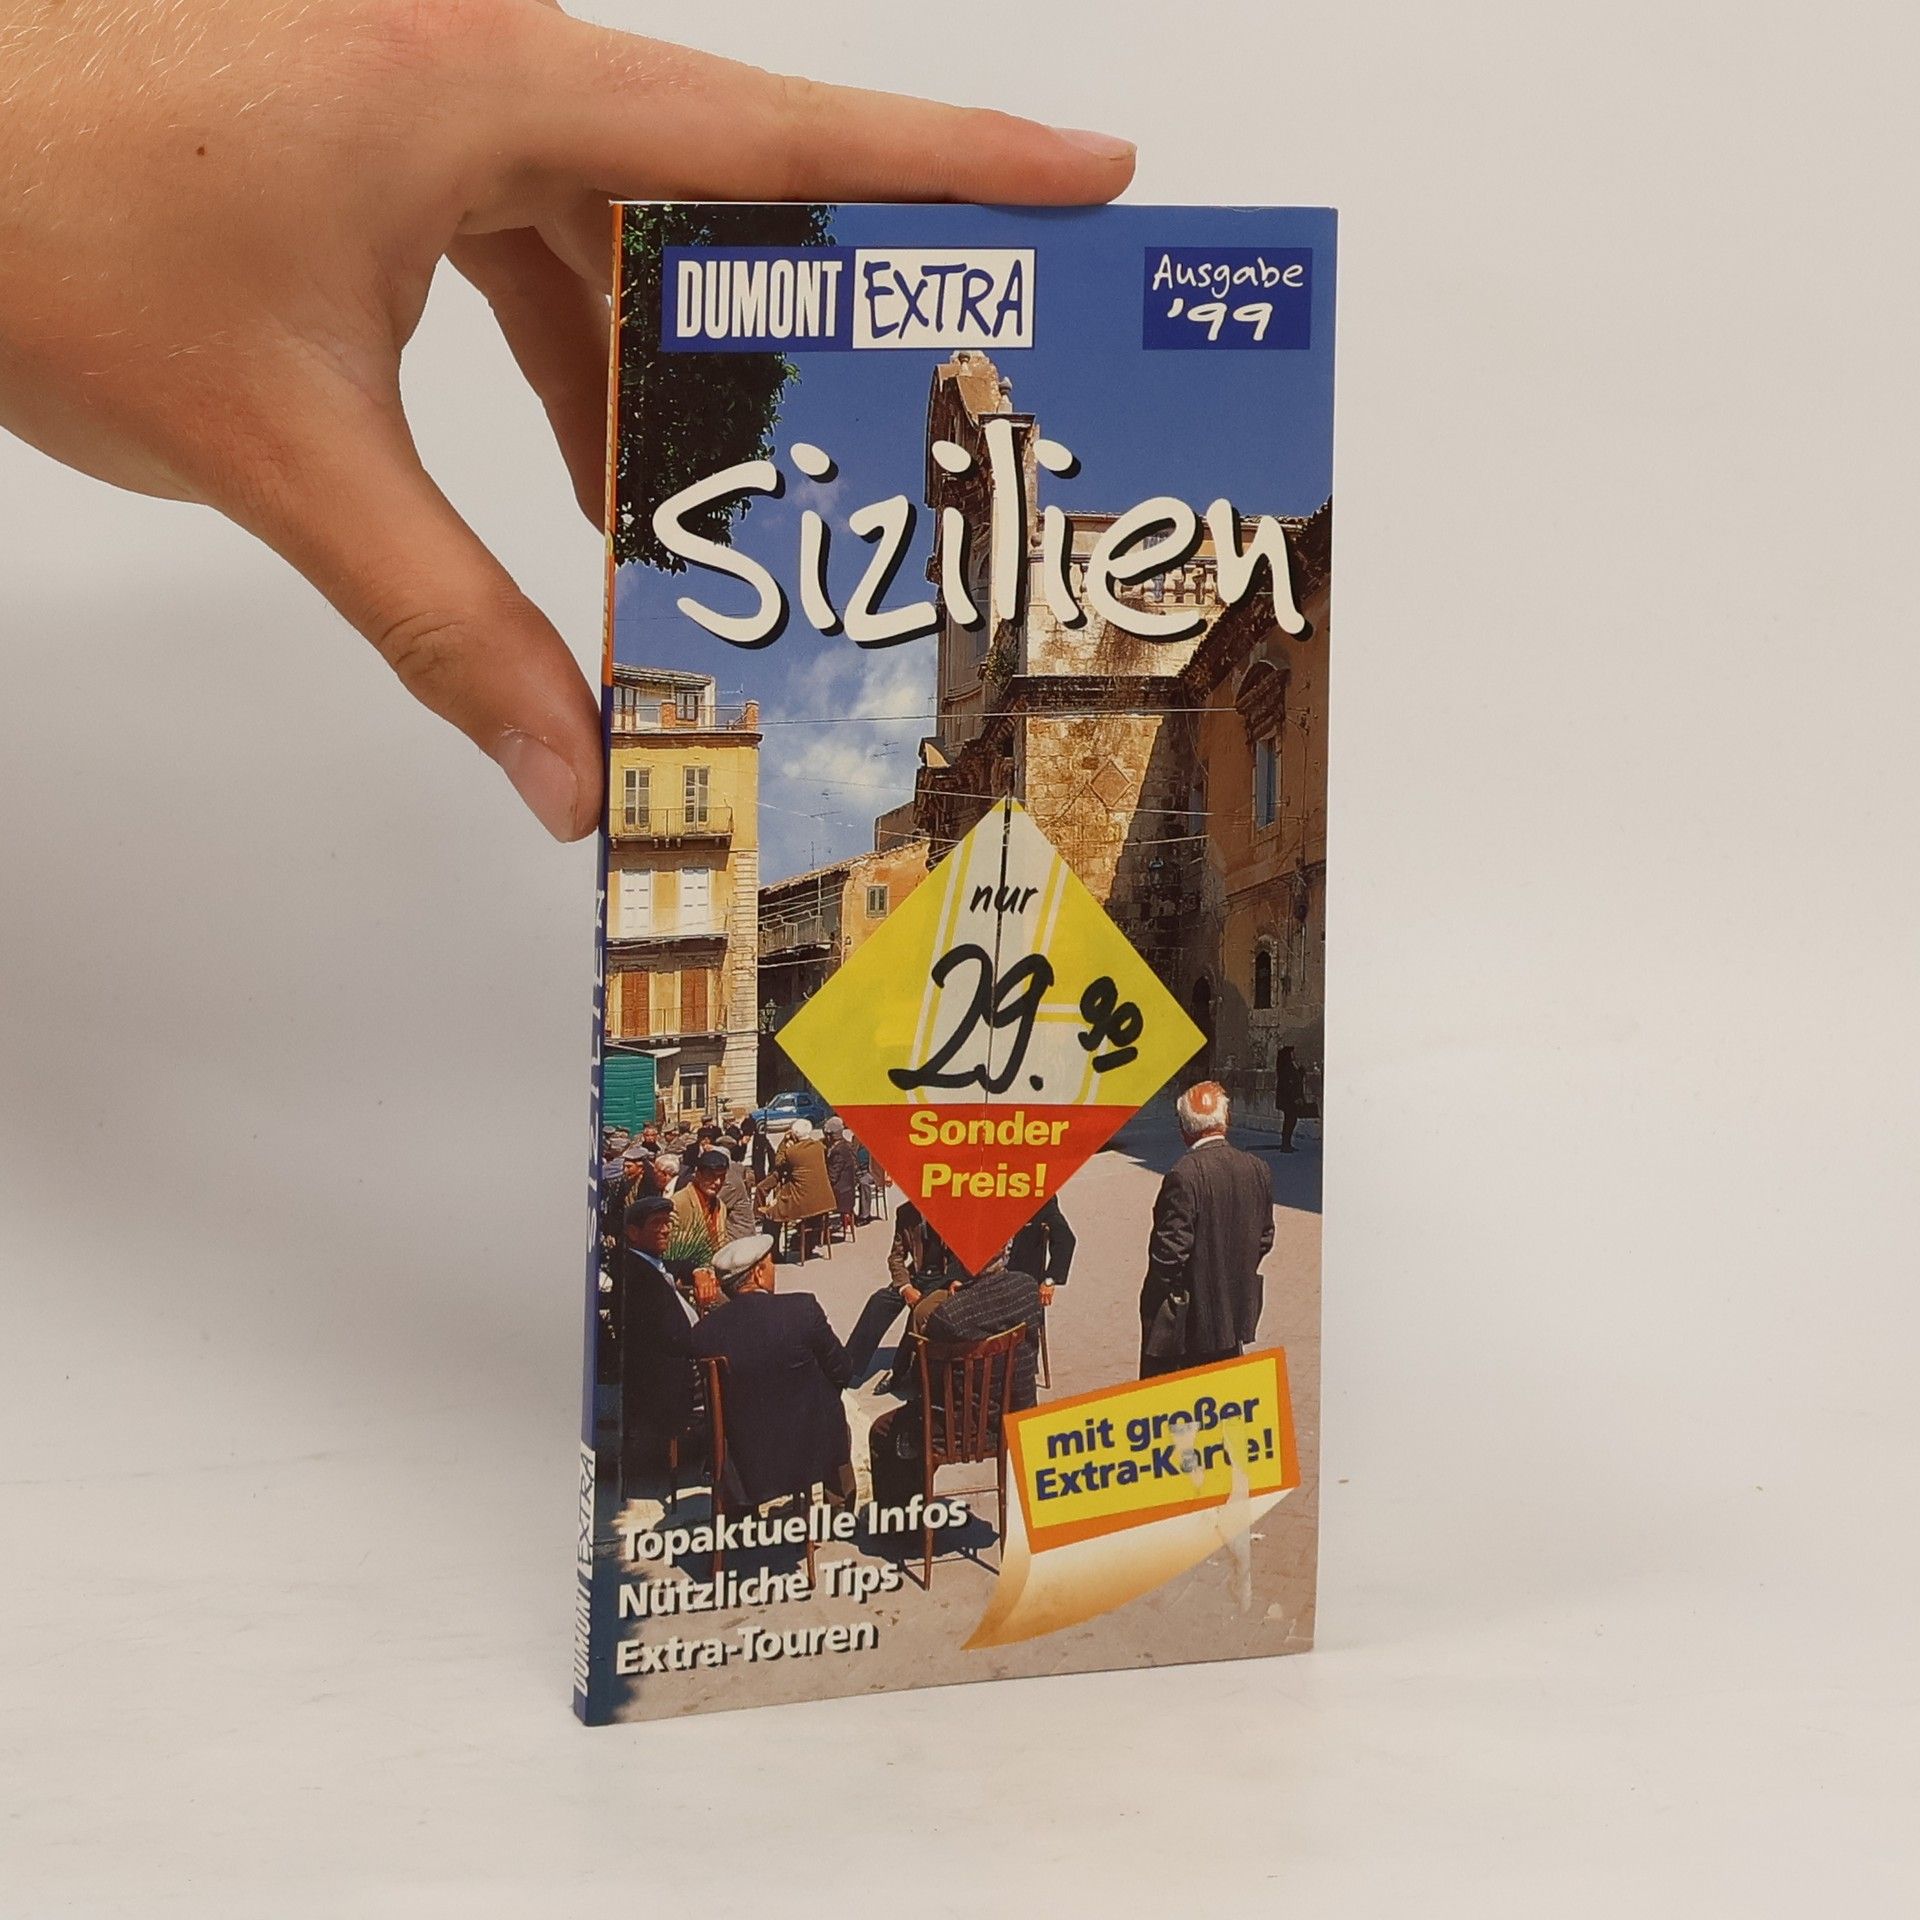 DUMONT EXTRA
Ausgabe
'99
Sizilien
nur
29.90
Sonder
Preis!
mit großer
Extra-Karte!
Topaktuelle Infos
Nützliche Tips
Extra-Touren
SIZILIEN
DUMONT EXTRA